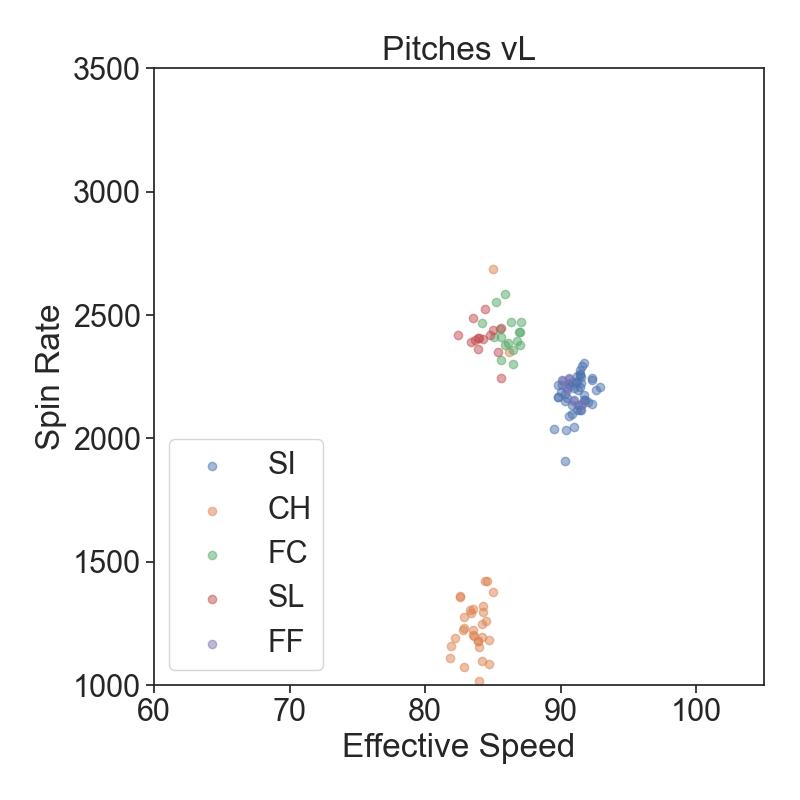 Pitches vL
3500
3000
2500
2000
1500
1000
Spin Rate
SI
CH
FC
SL
FF
60 70 80 90 100
Effective Speed